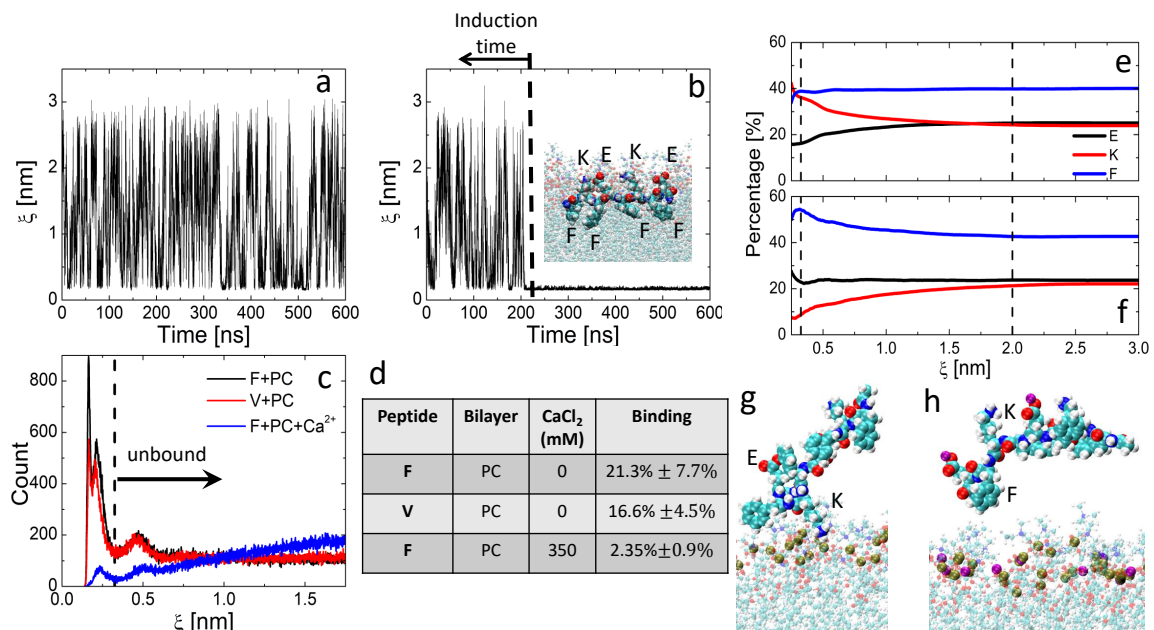 Induction
time
a
ξ [nm]
3
2
1
0
0 100 200 300 400 500 600
Time [ns]
b
ξ [nm]
3
2
1
0
K E K E
F F F F
0 100 200 300 400 500 600
Time [ns]
c
Count
800
600
400
200
0
F+PC
V+PC
F+PC+Ca²⁺
unbound
0.0 0.5 1.0 1.5
ξ [nm]
d
Peptide Bilayer CaCl₂ (mM) Binding
F PC 0 21.3% ± 7.7%
V PC 0 16.6% ±4.5%
F PC 350 2.35%±0.9%
e
Percentage [%]
60
40
20
0
E
K
F
f
60
40
20
0
0.5 1.0 1.5 2.0 2.5 3.0
ξ [nm]
g
E
K
h
K
F